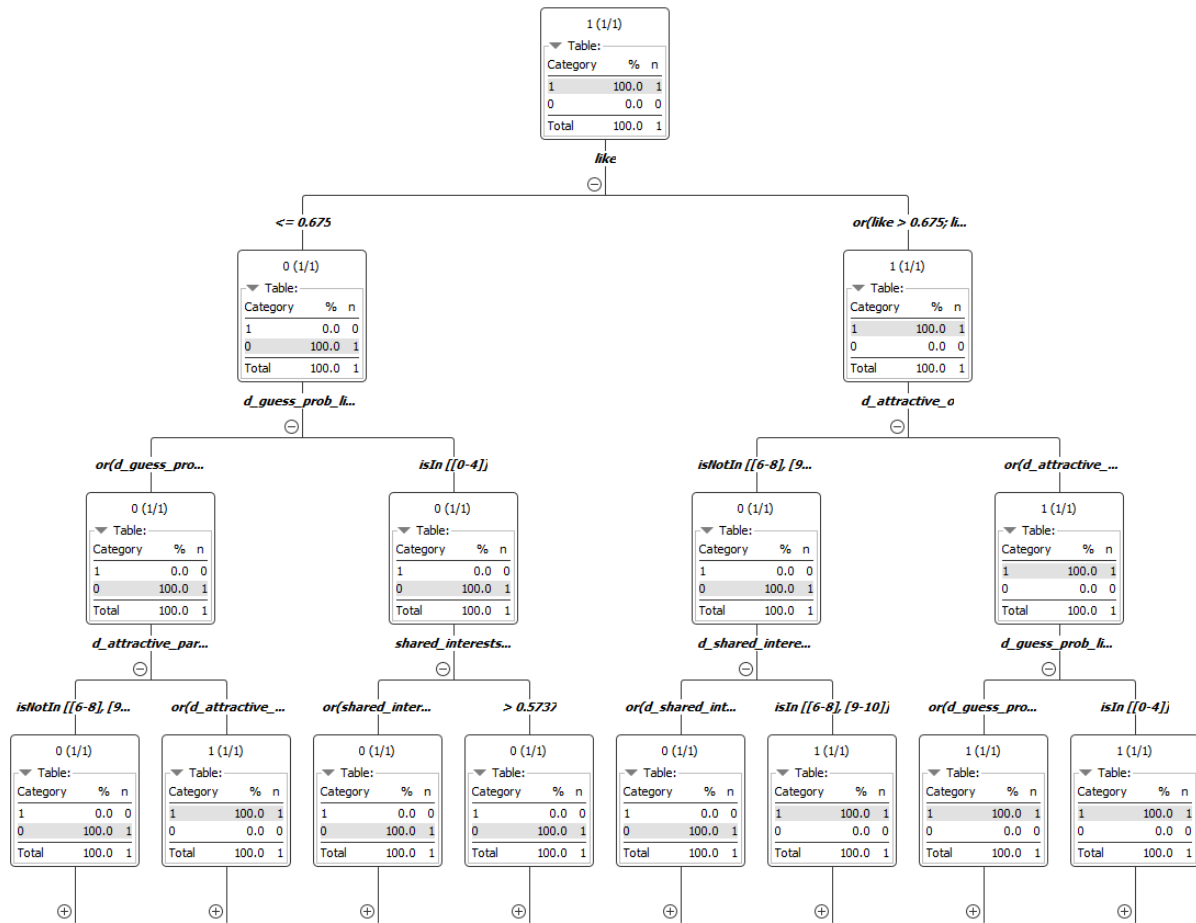 1 (1/1)
Table:
Category % n
1 100.0 1
0 0.0 0
Total 100.0 1
like
<= 0.675
or(like > 0.675; li...
0 (1/1)
Table:
Category % n
1 0.0 0
0 100.0 1
Total 100.0 1
d_guess_prob_li...
1 (1/1)
Table:
Category % n
1 100.0 1
0 0.0 0
Total 100.0 1
d_attractive_o
or(d_guess_pro...
isIn [[0-4]]
isNotIn [[6-8], [9...
or(d_attractive_...
0 (1/1)
Table:
Category % n
1 0.0 0
0 100.0 1
Total 100.0 1
d_attractive_par...
0 (1/1)
Table:
Category % n
1 0.0 0
0 100.0 1
Total 100.0 1
shared_interests...
0 (1/1)
Table:
Category % n
1 0.0 0
0 100.0 1
Total 100.0 1
d_shared_intere...
1 (1/1)
Table:
Category % n
1 100.0 1
0 0.0 0
Total 100.0 1
d_guess_prob_li...
isNotIn [[6-8], [9...
or(d_attractive_...
or(shared_inter...
> 0.5737
or(d_shared_int...
isIn [[6-8], [9-10]]
or(d_guess_pro...
isIn [[0-4]]
0 (1/1)
Table:
Category % n
1 0.0 0
0 100.0 1
Total 100.0 1
1 (1/1)
Table:
Category % n
1 100.0 1
0 0.0 0
Total 100.0 1
0 (1/1)
Table:
Category % n
1 0.0 0
0 100.0 1
Total 100.0 1
0 (1/1)
Table:
Category % n
1 0.0 0
0 100.0 1
Total 100.0 1
0 (1/1)
Table:
Category % n
1 0.0 0
0 100.0 1
Total 100.0 1
1 (1/1)
Table:
Category % n
1 100.0 1
0 0.0 0
Total 100.0 1
1 (1/1)
Table:
Category % n
1 100.0 1
0 0.0 0
Total 100.0 1
1 (1/1)
Table:
Category % n
1 100.0 1
0 0.0 0
Total 100.0 1